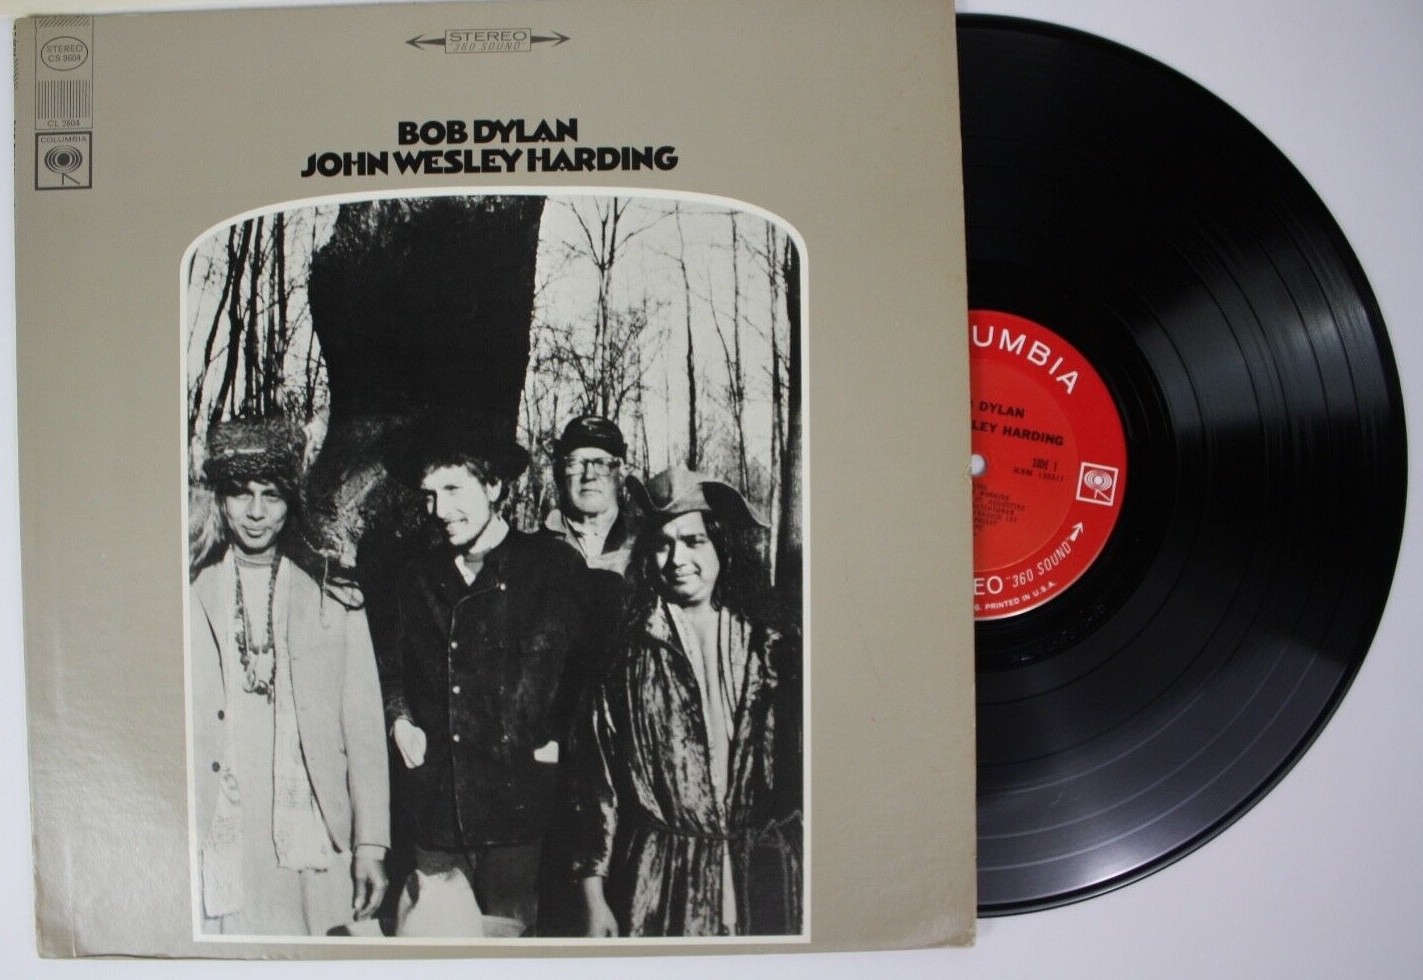 STEREO
CS 9604
CL 2804
COLUMBIA
STEREO
"360 SOUND"
BOB DYLAN
JOHN WESLEY HARDING
UMBIA
DYLAN
LEY HARDING
SIDE 1
EO "360 SOUND"
PRINTED IN U.S.A.